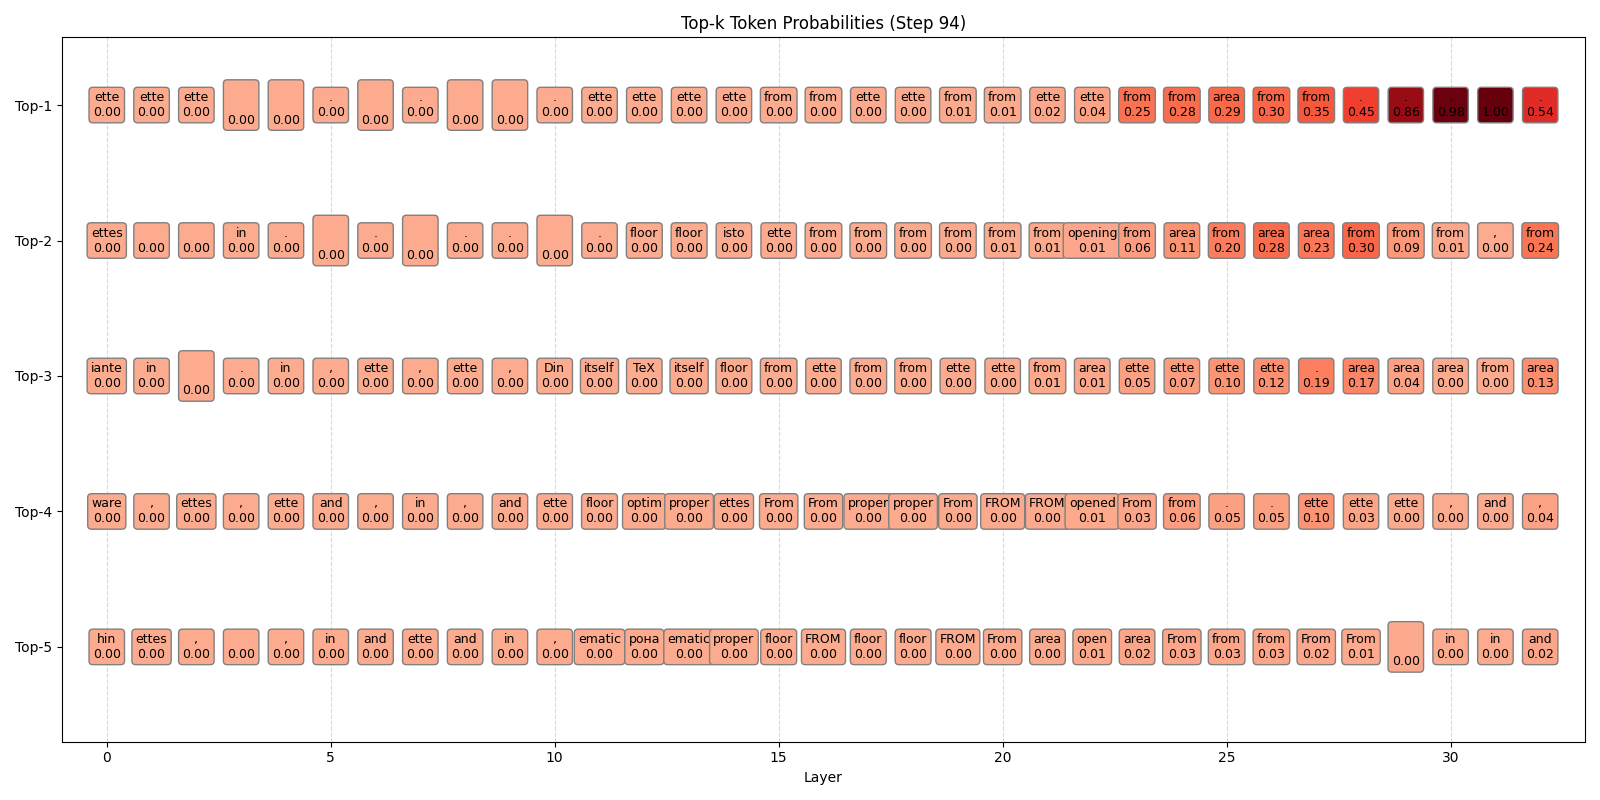 Top-k Token Probabilities (Step 94)
Top-1
ette ette ette . . . ette ette ette ette from from ette ette from from ette ette from from area from from . . . . .
0.00 0.00 0.00 0.00 0.00 0.00 0.00 0.00 0.00 0.00 0.00 0.00 0.00 0.00 0.00 0.00 0.00 0.00 0.00 0.01 0.01 0.02 0.04 0.25 0.28 0.29 0.30 0.35 0.45 0.86 0.98 1.00 0.54
Top-2
ettes in . . . . . floor floor isto ette from from from from from from opening from area from area area from from from , from
0.00 0.00 0.00 0.00 0.00 0.00 0.00 0.00 0.00 0.00 0.00 0.00 0.00 0.00 0.00 0.00 0.00 0.00 0.00 0.00 0.01 0.01 0.01 0.06 0.11 0.20 0.28 0.23 0.30 0.09 0.01 0.00 0.24
Top-3
iante in . in , ette , ette , Din itself TeX itself floor from ette from from ette ette from area ette ette ette ette . area area area from area
0.00 0.00 0.00 0.00 0.00 0.00 0.00 0.00 0.00 0.00 0.00 0.00 0.00 0.00 0.00 0.00 0.00 0.00 0.00 0.00 0.00 0.01 0.01 0.05 0.07 0.10 0.12 0.19 0.17 0.04 0.00 0.00 0.13
Top-4
ware , ettes , ette and , in , and ette floor optim proper ettes From From proper proper From FROM FROM opened From from . . ette ette ette , and ,
0.00 0.00 0.00 0.00 0.00 0.00 0.00 0.00 0.00 0.00 0.00 0.00 0.00 0.00 0.00 0.00 0.00 0.00 0.00 0.00 0.00 0.00 0.01 0.03 0.06 0.05 0.05 0.10 0.03 0.00 0.00 0.00 0.04
Top-5
hin ettes , , in and ette and in , ematic рона ematic proper floor FROM floor floor FROM From area open area From from from From From in in and
0.00 0.00 0.00 0.00 0.00 0.00 0.00 0.00 0.00 0.00 0.00 0.00 0.00 0.00 0.00 0.00 0.00 0.00 0.00 0.00 0.00 0.00 0.01 0.02 0.03 0.03 0.03 0.02 0.01 0.00 0.00 0.00 0.02
0 5 10 15 20 25 30
Layer